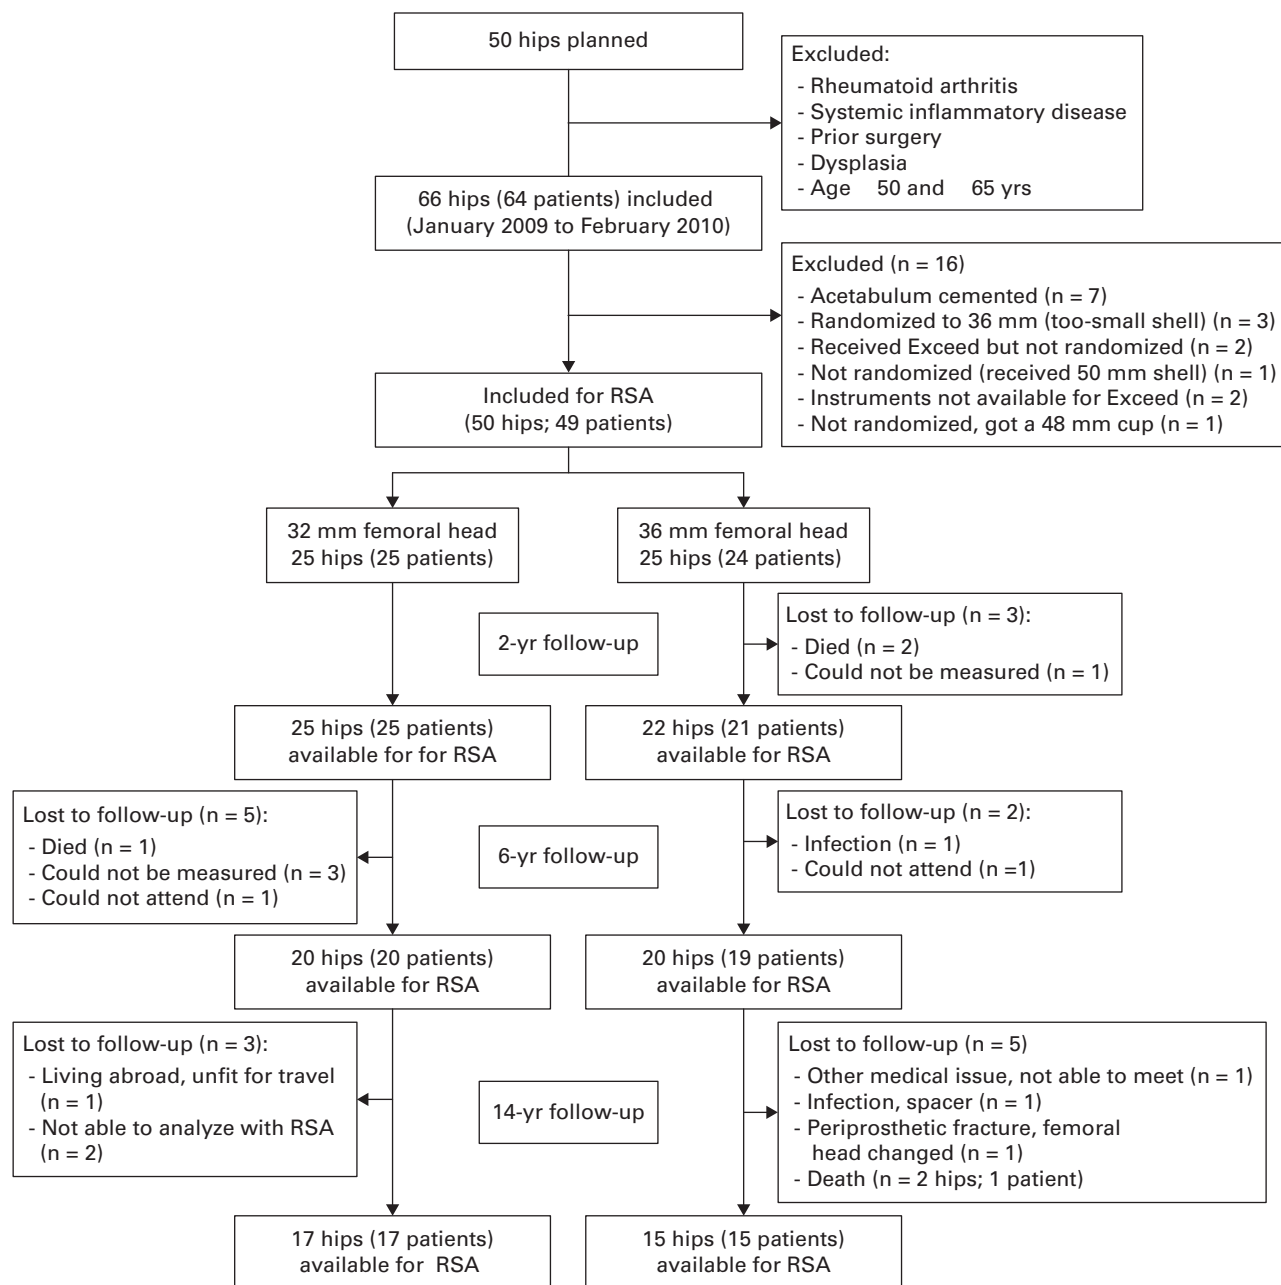 50 hips planned
Excluded:
- Rheumatoid arthritis
- Systemic inflammatory disease
- Prior surgery
- Dysplasia
- Age 50 and 65 yrs
66 hips (64 patients) included
(January 2009 to February 2010)
Excluded (n = 16)
- Acetabulum cemented (n = 7)
- Randomized to 36 mm (too-small shell) (n = 3)
- Received Exceed but not randomized (n = 2)
- Not randomized (received 50 mm shell) (n = 1)
- Instruments not available for Exceed (n = 2)
- Not randomized, got a 48 mm cup (n = 1)
Included for RSA
(50 hips; 49 patients)
32 mm femoral head
25 hips (25 patients)
36 mm femoral head
25 hips (24 patients)
2-yr follow-up
Lost to follow-up (n = 3):
- Died (n = 2)
- Could not be measured (n = 1)
25 hips (25 patients)
available for for RSA
22 hips (21 patients)
available for RSA
Lost to follow-up (n = 5):
- Died (n = 1)
- Could not be measured (n = 3)
- Could not attend (n = 1)
6-yr follow-up
Lost to follow-up (n = 2):
- Infection (n = 1)
- Could not attend (n =1)
20 hips (20 patients)
available for RSA
20 hips (19 patients)
available for RSA
Lost to follow-up (n = 3):
- Living abroad, unfit for travel
(n = 1)
- Not able to analyze with RSA
(n = 2)
14-yr follow-up
Lost to follow-up (n = 5)
- Other medical issue, not able to meet (n = 1)
- Infection, spacer (n = 1)
- Periprosthetic fracture, femoral
head changed (n = 1)
- Death (n = 2 hips; 1 patient)
17 hips (17 patients)
available for RSA
15 hips (15 patients)
available for RSA